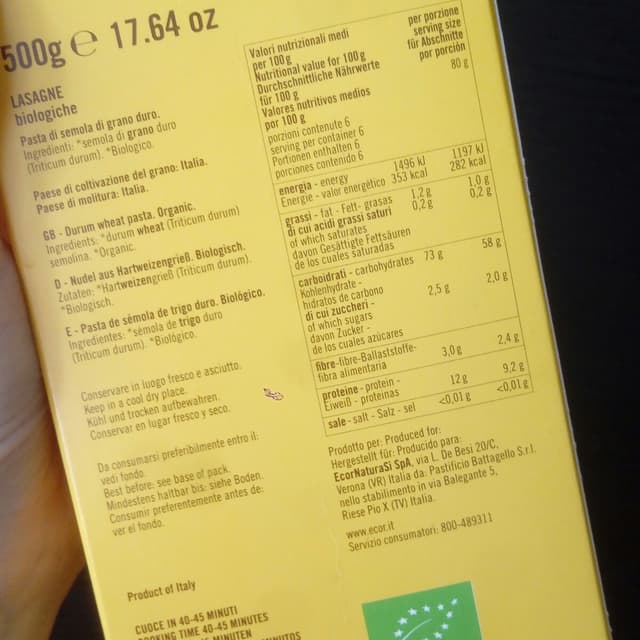 500g e 17.64 oz
LASAGNE
biologiche
Pasta di semola di grano duro.
Ingredienti: *semola di grano duro
(Triticum durum). *Biologico.
Paese di coltivazione del grano: Italia.
Paese di molitura: Italia.
GB - Durum wheat pasta. Organic.
Ingredients: *durum wheat (Triticum durum)
semolina. *Organic.
D - Nudel aus Hartweizengrieß. Biologisch.
Zutaten: *Hartweizengrieß (Triticum durum).
*Biologisch.
E - Pasta de sémola de trigo duro. Biológico.
Ingredientes: *sémola de trigo duro
(Triticum durum). *Biológico.
Conservare in luogo fresco e asciutto.
Keep in a cool dry place.
Kühl und trocken aufbewahren.
Conservar en lugar fresco y seco.
Da consumarsi preferibilmente entro il:
vedi fondo.
Best before: see base of pack.
Mindestens haltbar bis: siehe Boden.
Consumir preferentemente antes de:
ver el fondo.
Product of Italy
CUOCE IN 40-45 MINUTI
COOKING TIME 40-45 MINUTES
MINUTEN
Valori nutrizionali medi
per 100g
Nutritional value for 100g
Durchschnittliche Nährwerte
für 100 g
Valores nutritivos medios
por 100 g
per porzione
serving size
für Abschnitte
por porción
80 g
porzioni contenute 6
serving per container 6
Portionen enthalten 6
porciones contenido 6
energia - energy 1496 kJ 1197 kJ
Energie - valor energético 353 kcal 282 kcal
grassi - fat - Fett- grasas 1,2 g 1,0 g
di cui acidi grassi saturi 0,2 g 0,2 g
of which saturates
davon Gesättigte Fettsäuren
de los cuales saturadas
carboidrati - carbohydrates 73 g 58 g
Kohlenhydrate -
hidratos de carbono
di cui zuccheri - 2,5 g 2,0 g
of which sugars
davon Zucker -
de los cuales azúcares
fibre-fibre-Ballaststoffe- 3,0 g 2,4 g
fibra alimentaria
proteine - protein - 12 g 9,2 g
Eiweiß - proteínas
sale - salt - Salz - sel <0,01 g <0,01 g
Prodotto per: Produced for:
Hergestellt für: Producido para:
EcorNaturaSì SpA, via L. De Besi 20/C,
Verona (VR) Italia da: Pastificio Battagello S.r.l.
nello stabilimento in via Balegante 5,
Riese Pio X (TV) Italia.
www.ecor.it
Servizio consumatori: 800-489311